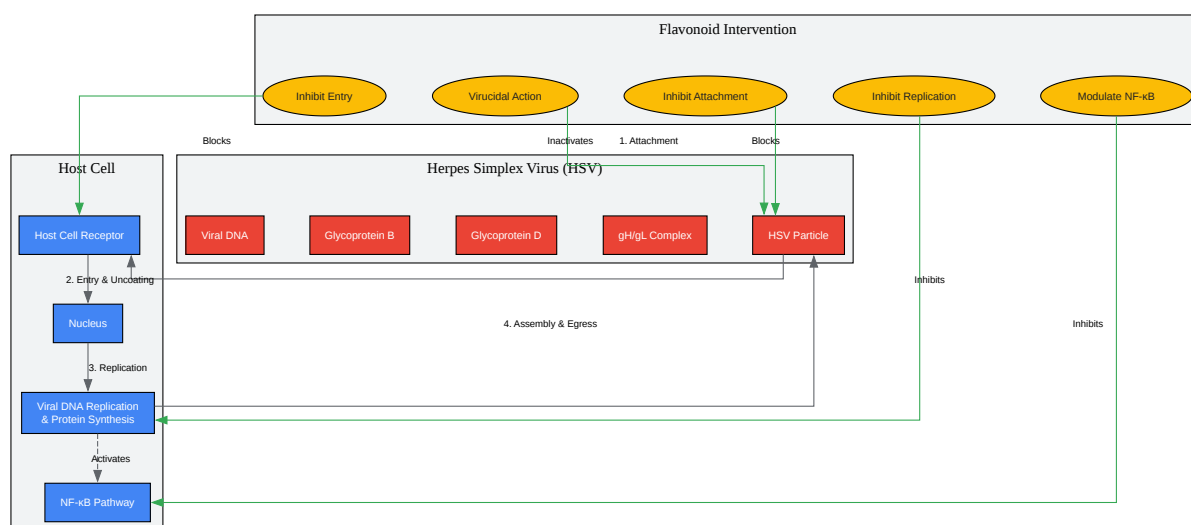 Flavonoid Intervention
Inhibit Entry
Virucidal Action
Inhibit Attachment
Inhibit Replication
Modulate NF-κB
Blocks
Inactivates
1. Attachment
Blocks
Host Cell
Herpes Simplex Virus (HSV)
Host Cell Receptor
Viral DNA
Glycoprotein B
Glycoprotein D
gH/gL Complex
HSV Particle
2. Entry & Uncoating
Inhibits
Nucleus
4. Assembly & Egress
Inhibits
3. Replication
Viral DNA Replication
& Protein Synthesis
Activates
NF-κB Pathway